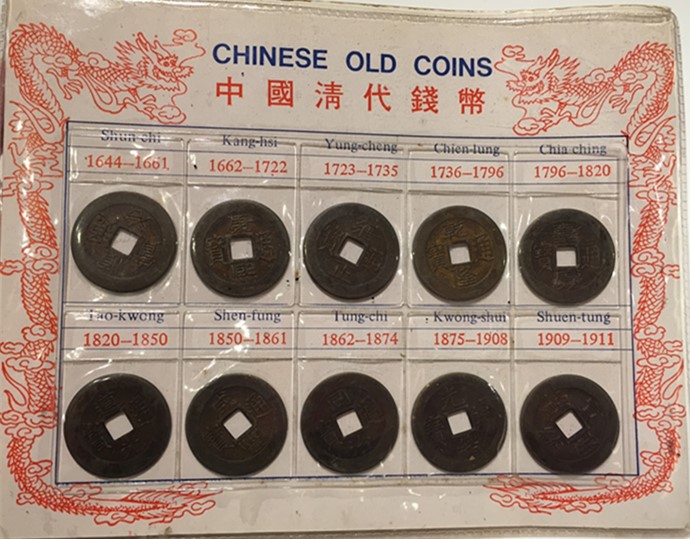 CHINESE OLD COINS
中國清代錢幣
Shun-chi Kang-hsi Yung-cheng Chien-lung Chia ching
1644—1661 1662—1722 1723—1735 1736—1796 1796—1820
Tao-kwong Shen-fung Tung-chi Kwong-shui Shuen-tung
1820—1850 1850—1861 1862—1874 1875—1908 1909—1911